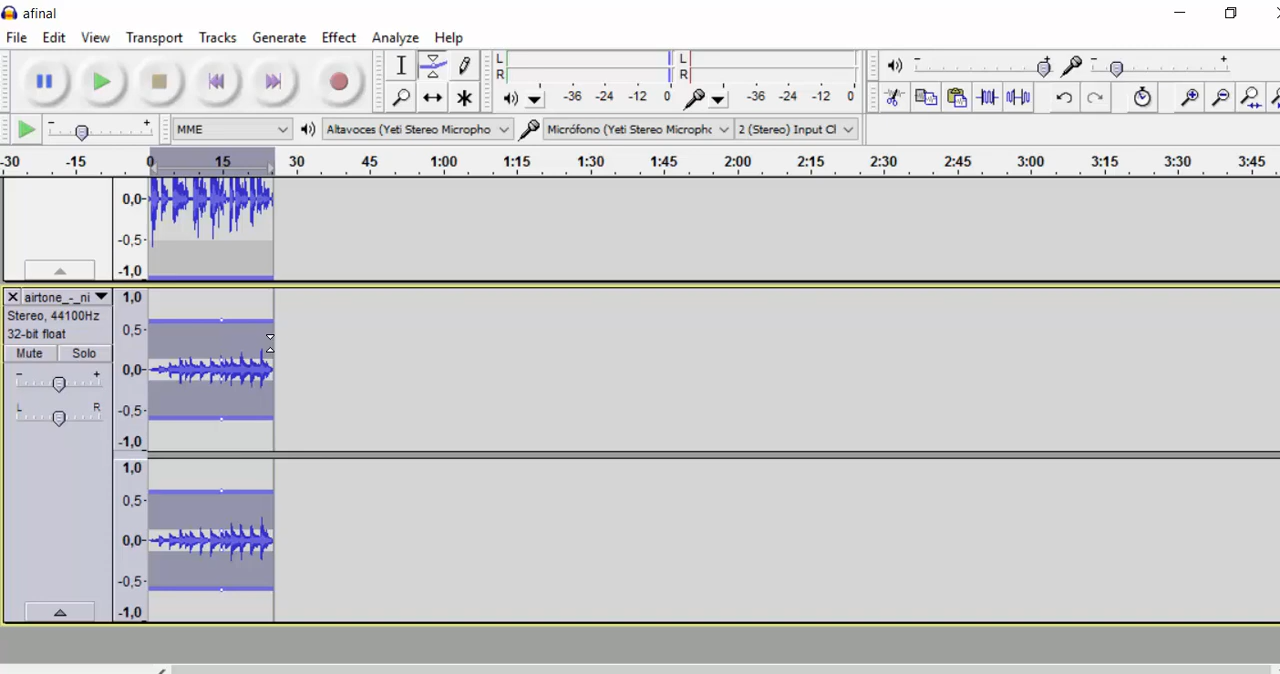 afinal
File Edit View Transport Tracks Generate Effect Analyze Help
L L
R R
-36 -24 -12 0 -36 -24 -12 0
MME Altavoces (Yeti Stereo Micropho Micrófono (Yeti Stereo Microphc 2 (Stereo) Input Cl
-30 -15 0 15 30 45 1:00 1:15 1:30 1:45 2:00 2:15 2:30 2:45 3:00 3:15 3:30 3:45
0,0
-0,5
-1,0
airtone_-_ni 1,0
Stereo, 44100Hz
0,5
32-bit float
Mute Solo
- + 0,0
L R
-0,5
-1,0
1,0
0,5
0,0
-0,5
-1,0